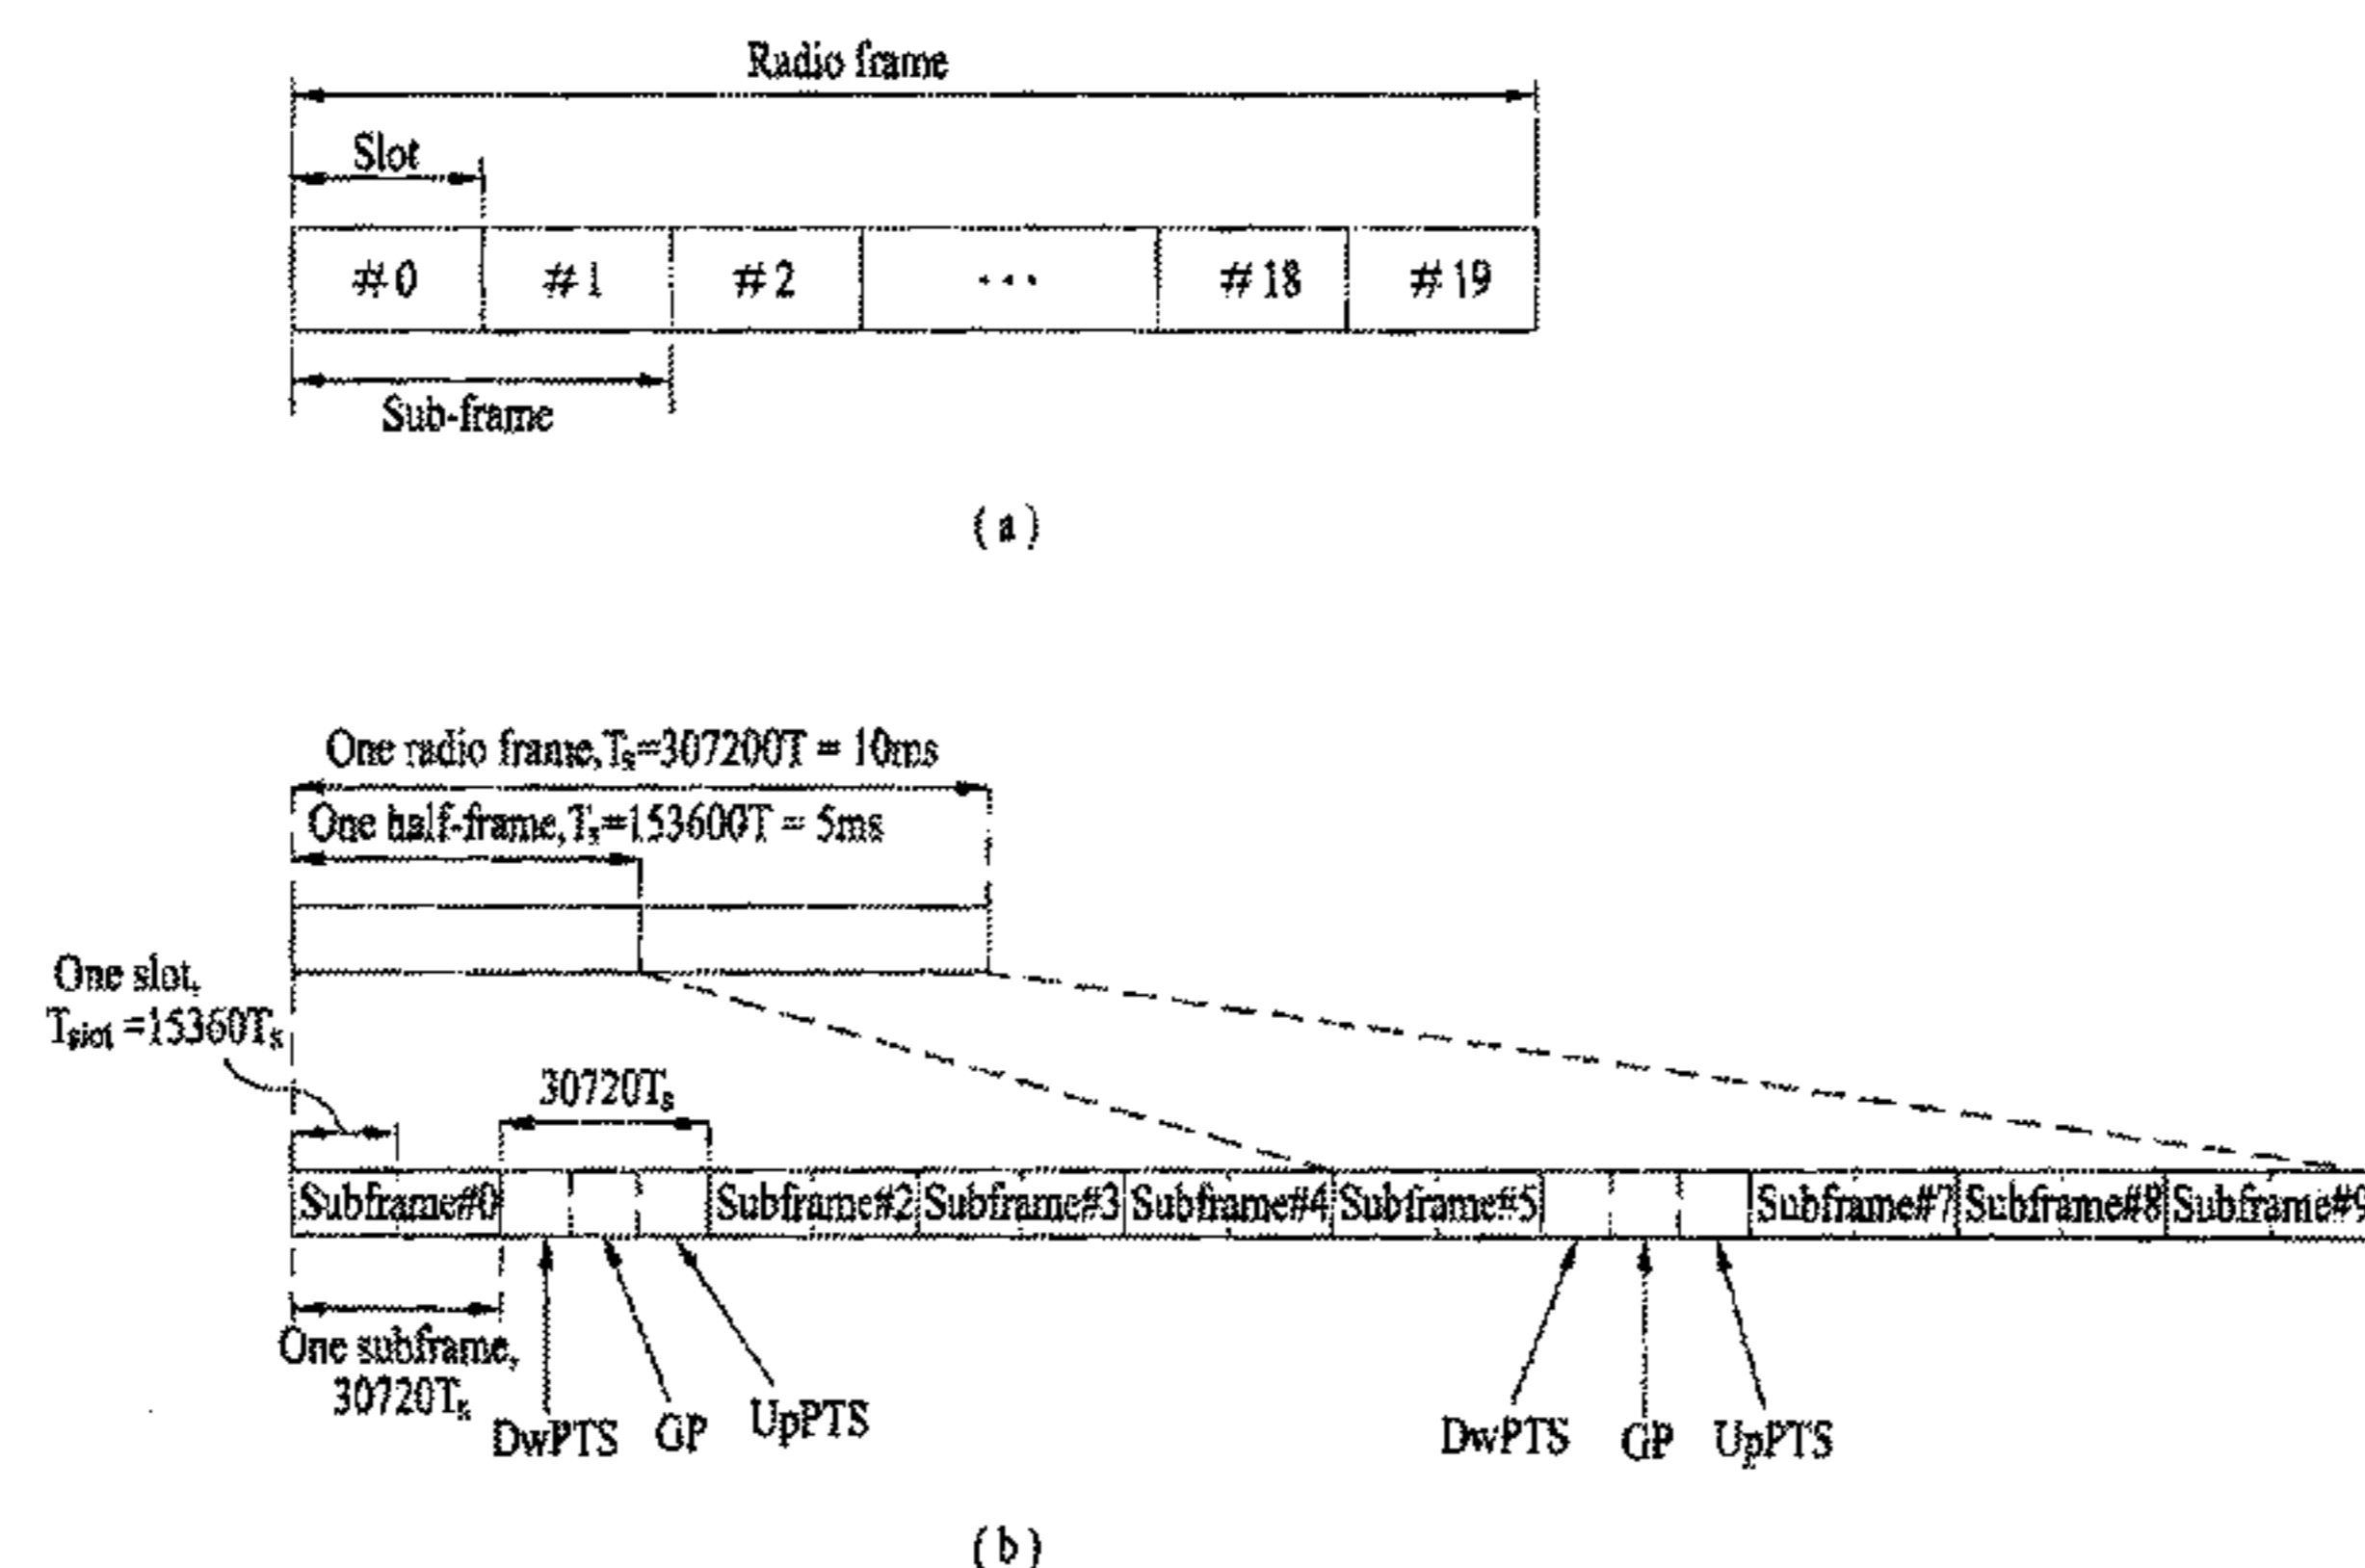 Radio frame
Slot
# 0 # 1 # 2 ... # 18 # 19
Sub-frame
( a )
One radio frame,Ts=307200T = 10ms
One half-frame,Ts=153600T = 5ms
One slot,
Tslot =15360Ts
30720Ts
Subframe#0 Subframe#2 Subframe#3 Subframe#4 Subframe#5 Subframe#7 Subframe#8 Subframe#9
One subframe,
30720Ts
DwPTS GP UpPTS DwPTS GP UpPTS
( b )